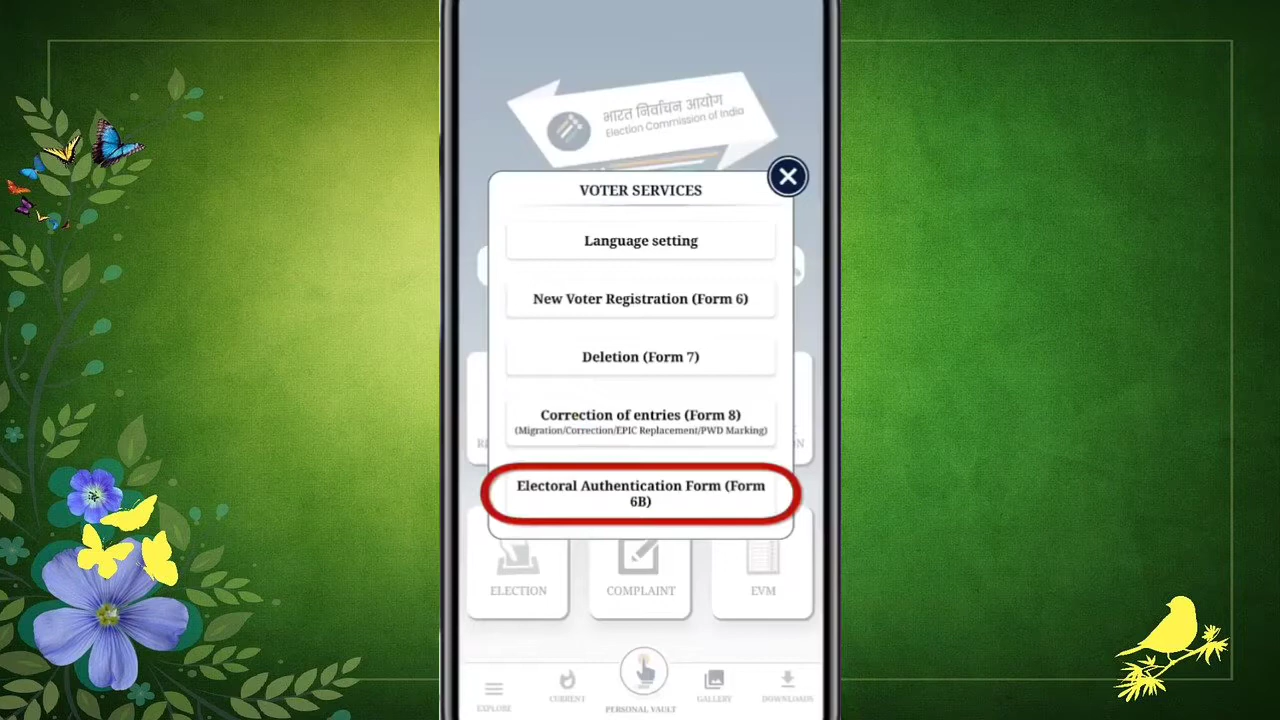 भारत निर्वाचन आयोग
Election Commission of India
VOTER SERVICES
Language setting
New Voter Registration (Form 6)
Deletion (Form 7)
Correction of entries (Form 8)
(Migration/Correction/EPIC Replacement/PWD Marking)
Electoral Authentication Form (Form
6B)
ELECTION
COMPLAINT
EVM
EXPLORE
CURRENT
PERSONAL VAULT
GALLERY
DOWNLOADS